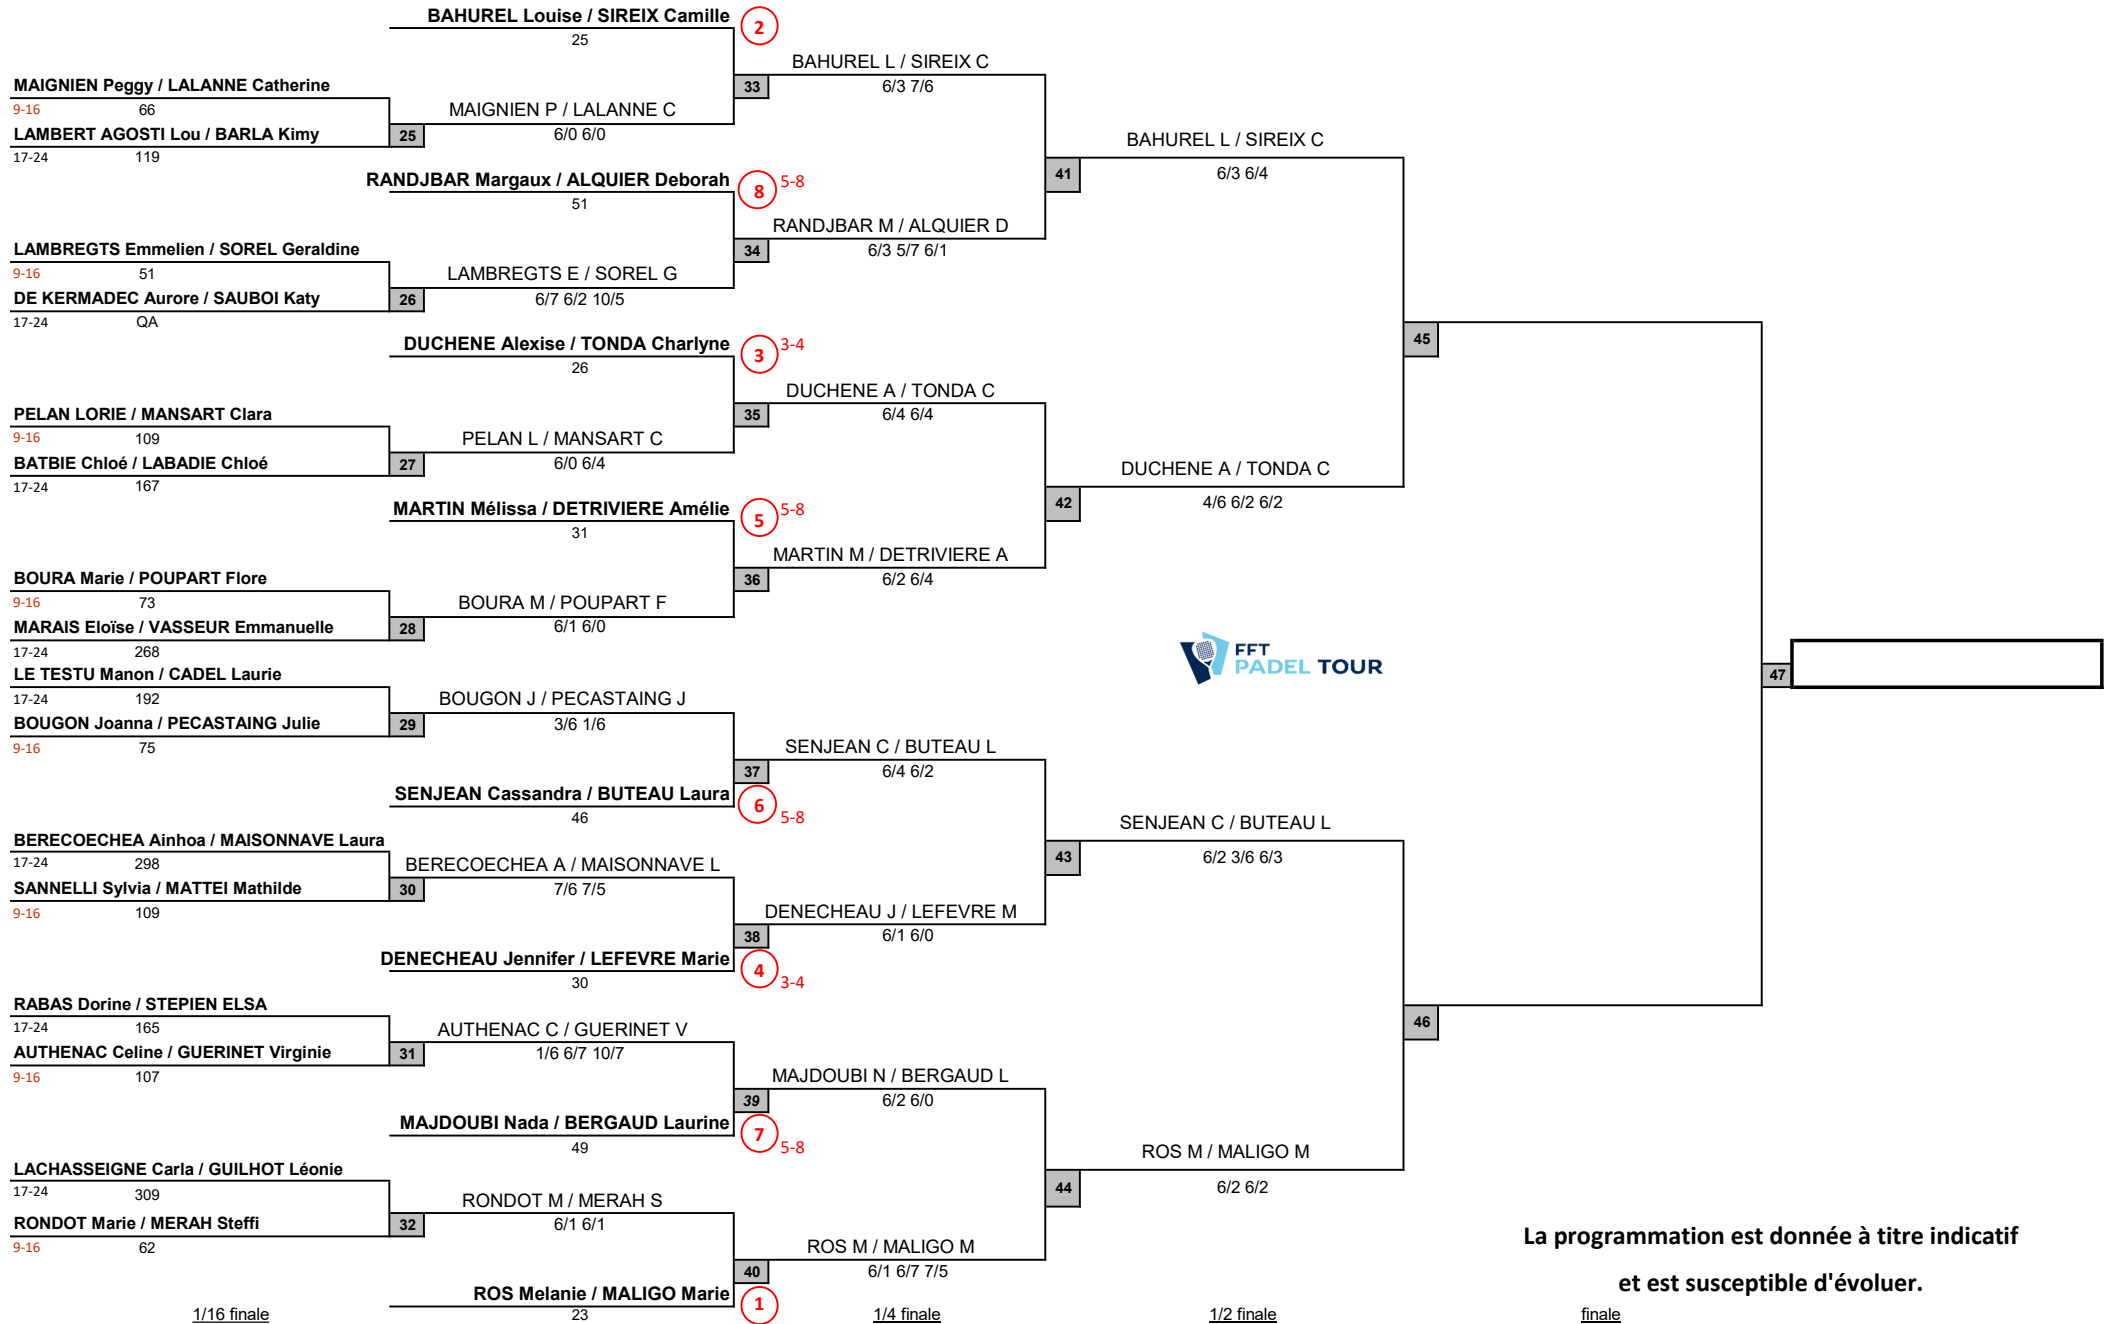 BAHUREL Louise / SIREIX Camille
2
25
BAHUREL L / SIREIX C
MAIGNIEN Peggy / LALANNE Catherine
33
6/3 7/6
9-16
66
MAIGNIEN P / LALANNE C
LAMBERT AGOSTI Lou / BARLA Kimy
25
6/0 6/0
17-24
119
BAHUREL L / SIREIX C
41
6/3 6/4
RANDJBAR Margaux / ALQUIER Deborah
8
5-8
51
RANDJBAR M / ALQUIER D
LAMBREGTS Emmelien / SOREL Geraldine
34
6/3 5/7 6/1
9-16
51
LAMBREGTS E / SOREL G
DE KERMADEC Aurore / SAUBOI Katy
26
6/7 6/2 10/5
17-24
QA
45
DUCHENE Alexise / TONDA Charlyne
3
3-4
26
DUCHENE A / TONDA C
PELAN LORIE / MANSART Clara
35
6/4 6/4
9-16
109
PELAN L / MANSART C
BATBIE Chloé / LABADIE Chloé
27
6/0 6/4
17-24
167
DUCHENE A / TONDA C
42
4/6 6/2 6/2
MARTIN Mélissa / DETRIVIERE Amélie
5
5-8
31
MARTIN M / DETRIVIERE A
BOURA Marie / POUPART Flore
36
6/2 6/4
9-16
73
BOURA M / POUPART F
MARAIS Eloïse / VASSEUR Emmanuelle
28
6/1 6/0
17-24
268
FFT
PADEL TOUR
47
LE TESTU Manon / CADEL Laurie
17-24
192
BOUGON J / PECASTAING J
BOUGON Joanna / PECASTAING Julie
29
3/6 1/6
9-16
75
SENJEAN C / BUTEAU L
37
6/4 6/2
SENJEAN Cassandra / BUTEAU Laura
6
5-8
46
SENJEAN C / BUTEAU L
43
6/2 3/6 6/3
BERECOECHEA Ainhoa / MAISONNAVE Laura
17-24
298
BERECOECHEA A / MAISONNAVE L
SANNELLI Sylvia / MATTEI Mathilde
30
7/6 7/5
9-16
109
DENECHEAU J / LEFEVRE M
38
6/1 6/0
DENECHEAU Jennifer / LEFEVRE Marie
4
3-4
30
46
RABAS Dorine / STEPIEN ELSA
17-24
165
AUTHENAC C / GUERINET V
AUTHENAC Celine / GUERINET Virginie
31
1/6 6/7 10/7
9-16
107
MAJDOUBI N / BERGAUD L
39
6/2 6/0
MAJDOUBI Nada / BERGAUD Laurine
7
5-8
49
ROS M / MALIGO M
44
6/2 6/2
LACHASSEIGNE Carla / GUILHOT Léonie
17-24
309
RONDOT M / MERAH S
RONDOT Marie / MERAH Steffi
32
6/1 6/1
9-16
62
ROS M / MALIGO M
40
6/1 6/7 7/5
ROS Melanie / MALIGO Marie
1
23
La programmation est donnée à titre indicatif
et est susceptible d'évoluer.
1/16 finale
1/4 finale
1/2 finale
finale